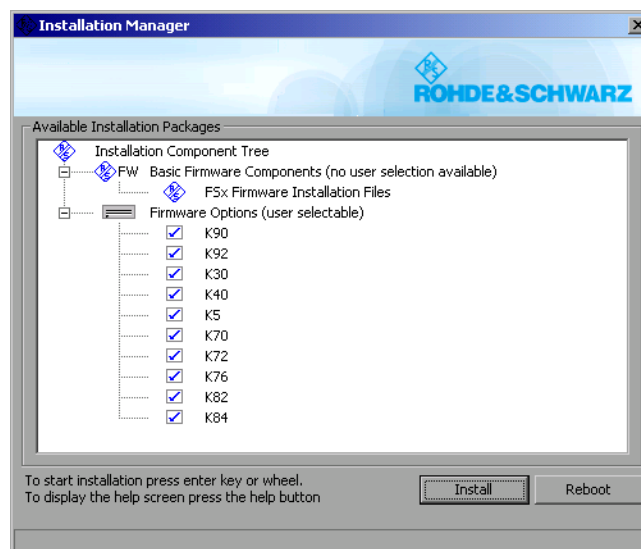 Installation Manager
R&S
ROHDE&SCHWARZ
Available Installation Packages
Installation Component Tree
FW Basic Firmware Components (no user selection available)
FSx Firmware Installation Files
Firmware Options (user selectable)
K90
K92
K30
K40
K5
K70
K72
K76
K82
K84
To start installation press enter key or wheel.
To display the help screen press the help button
Install
Reboot